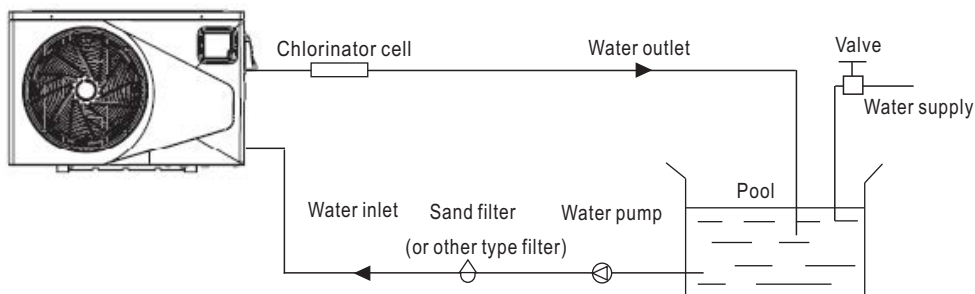 Chlorinator cell
Water outlet
Valve
Water supply
Pool
Water inlet
Sand filter
(or other type filter)
Water pump